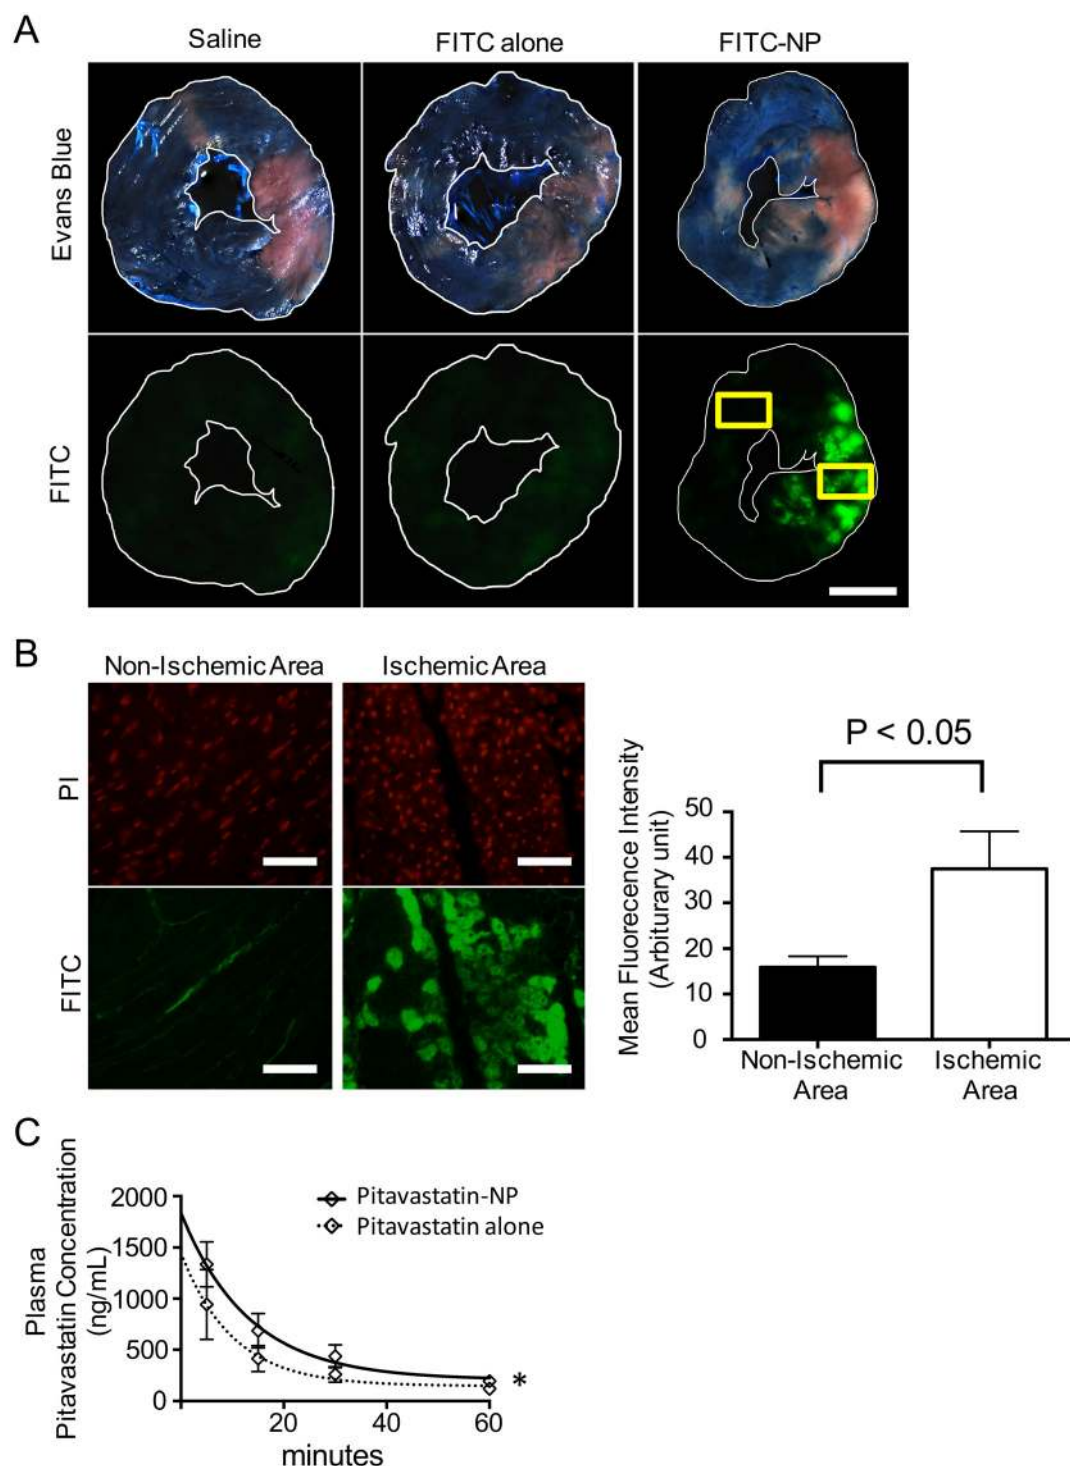 A
Saline
FITC alone
FITC-NP
Evans Blue
FITC
B
Non-Ischemic Area
Ischemic Area
PI
FITC
P < 0.05
Mean Fluorecence Intensity
(Arbiturary unit)
50
40
30
20
10
0
Non-Ischemic
Area
Ischemic
Area
C
Plasma
Pitavastatin Concentration
(ng/mL)
2000
1500
1000
500
0
Pitavastatin-NP
Pitavastatin alone
*
20
40
60
minutes